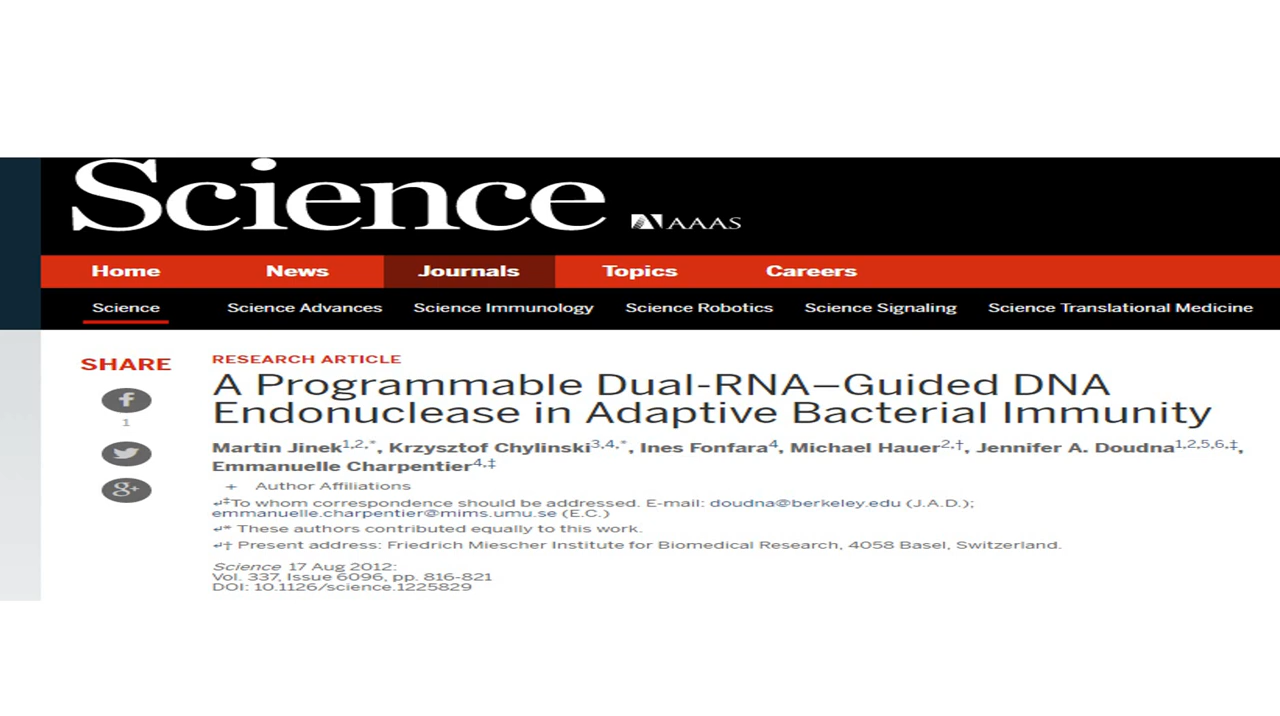 Science AAAS
Home News Journals Topics Careers
Science Science Advances Science Immunology Science Robotics Science Signaling Science Translational Medicine
SHARE
f
1
8+
RESEARCH ARTICLE
A Programmable Dual-RNA–Guided DNA
Endonuclease in Adaptive Bacterial Immunity
Martin Jinek1,2,*, Krzysztof Chylinski3,4,*, Ines Fonfara4, Michael Hauer2,†, Jennifer A. Doudna1,2,5,6,‡,
Emmanuelle Charpentier4,‡
+ Author Affiliations
↵‡To whom correspondence should be addressed. E-mail: doudna@berkeley.edu (J.A.D.);
emmanuelle.charpentier@mims.umu.se (E.C.)
↵* These authors contributed equally to this work.
↵† Present address: Friedrich Miescher Institute for Biomedical Research, 4058 Basel, Switzerland.
Science 17 Aug 2012:
Vol. 337, Issue 6096, pp. 816-821
DOI: 10.1126/science.1225829